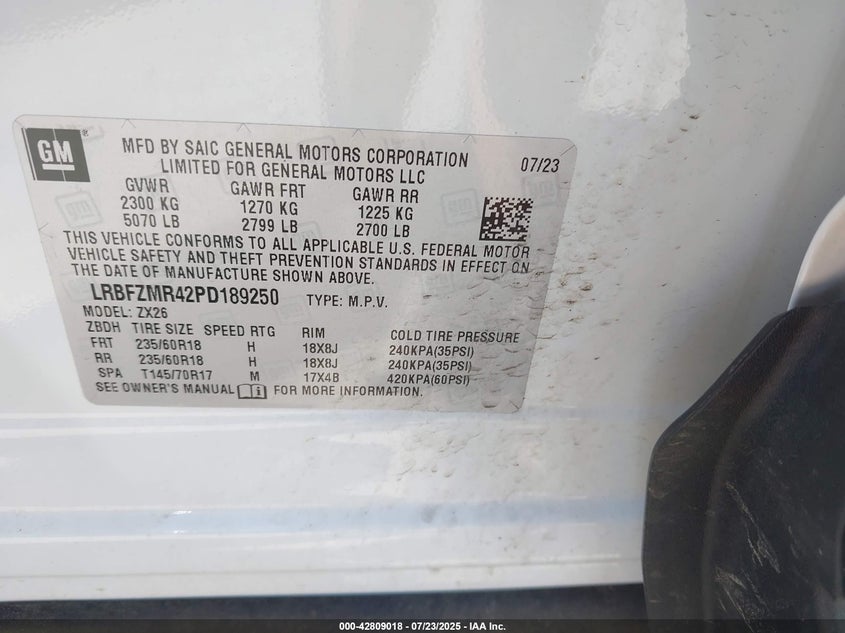 GM ®
MFD BY SAIC GENERAL MOTORS CORPORATION 07/23
LIMITED FOR GENERAL MOTORS LLC
GVWR GAWR FRT GAWR RR
2300 KG 1270 KG 1225 KG
5070 LB 2799 LB 2700 LB
THIS VEHICLE CONFORMS TO ALL APPLICABLE U.S. FEDERAL MOTOR
VEHICLE SAFETY AND THEFT PREVENTION STANDARDS IN EFFECT ON
THE DATE OF MANUFACTURE SHOWN ABOVE.
LRBFZMR42PD189250 TYPE: M.P.V.
MODEL: ZX26
ZBDH TIRE SIZE SPEED RTG RIM COLD TIRE PRESSURE
FRT 235/60R18 H 18X8J 240KPA(35PSI)
RR 235/60R18 H 18X8J 240KPA(35PSI)
SPA T145/70R17 M 17X4B 420KPA(60PSI)
SEE OWNER'S MANUAL i FOR MORE INFORMATION.
000-42809018 - 07/23/2025 - IAA Inc.